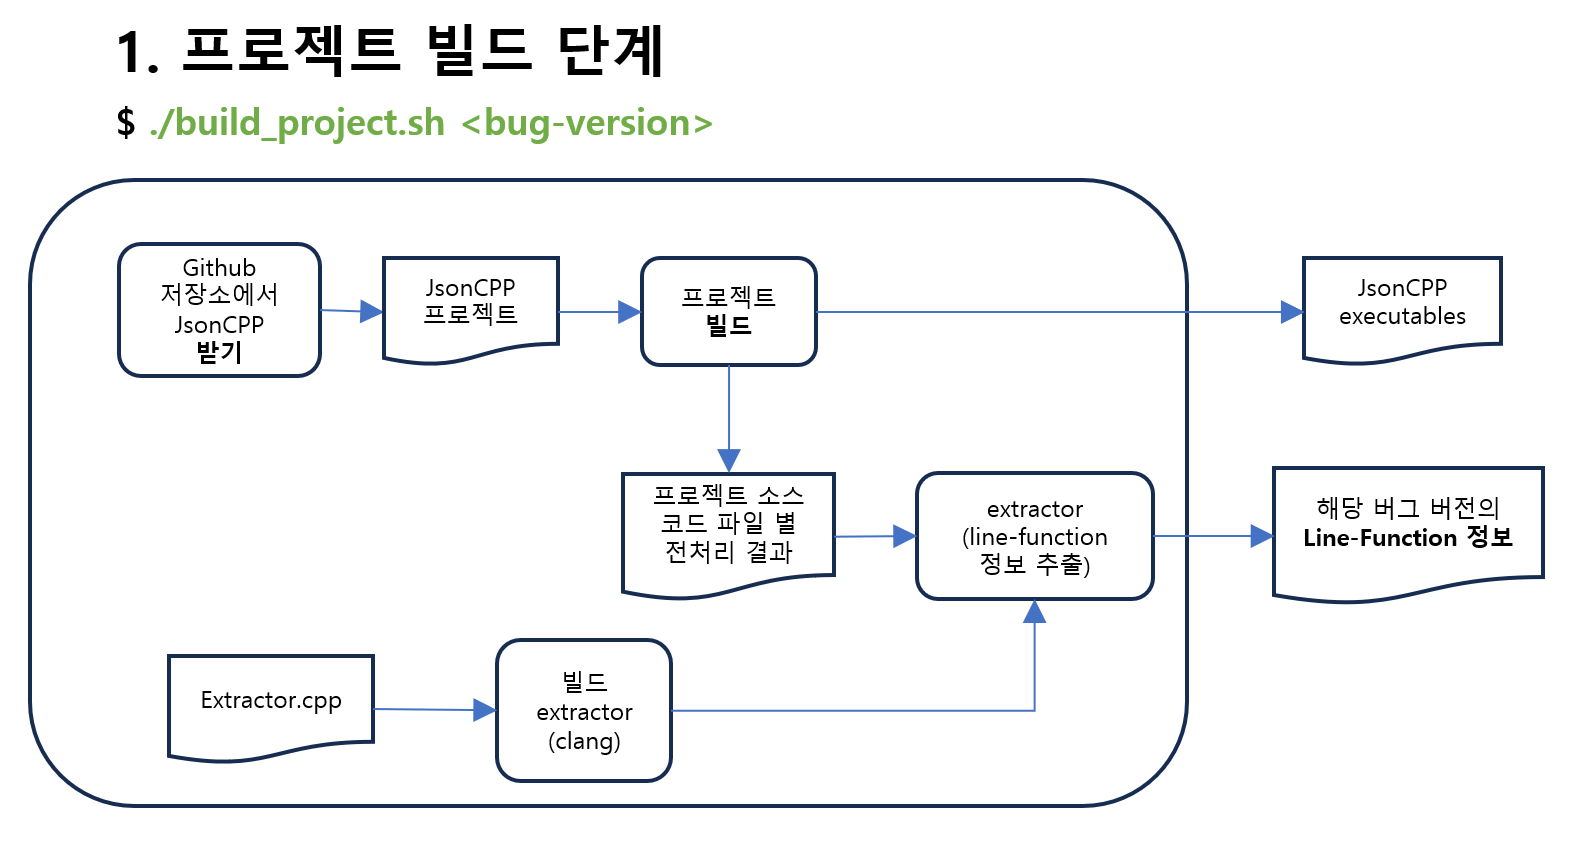 1. 프로젝트 빌드 단계
$ ./build_project.sh <bug-version>
Github
저장소에서
JsonCPP
받기
JsonCPP
프로젝트
프로젝트
빌드
JsonCPP
executables
프로젝트 소스
코드 파일 별
전처리 결과
extractor
(line-function
정보 추출)
해당 버그 버전의
Line-Function 정보
Extractor.cpp
빌드
extractor
(clang)